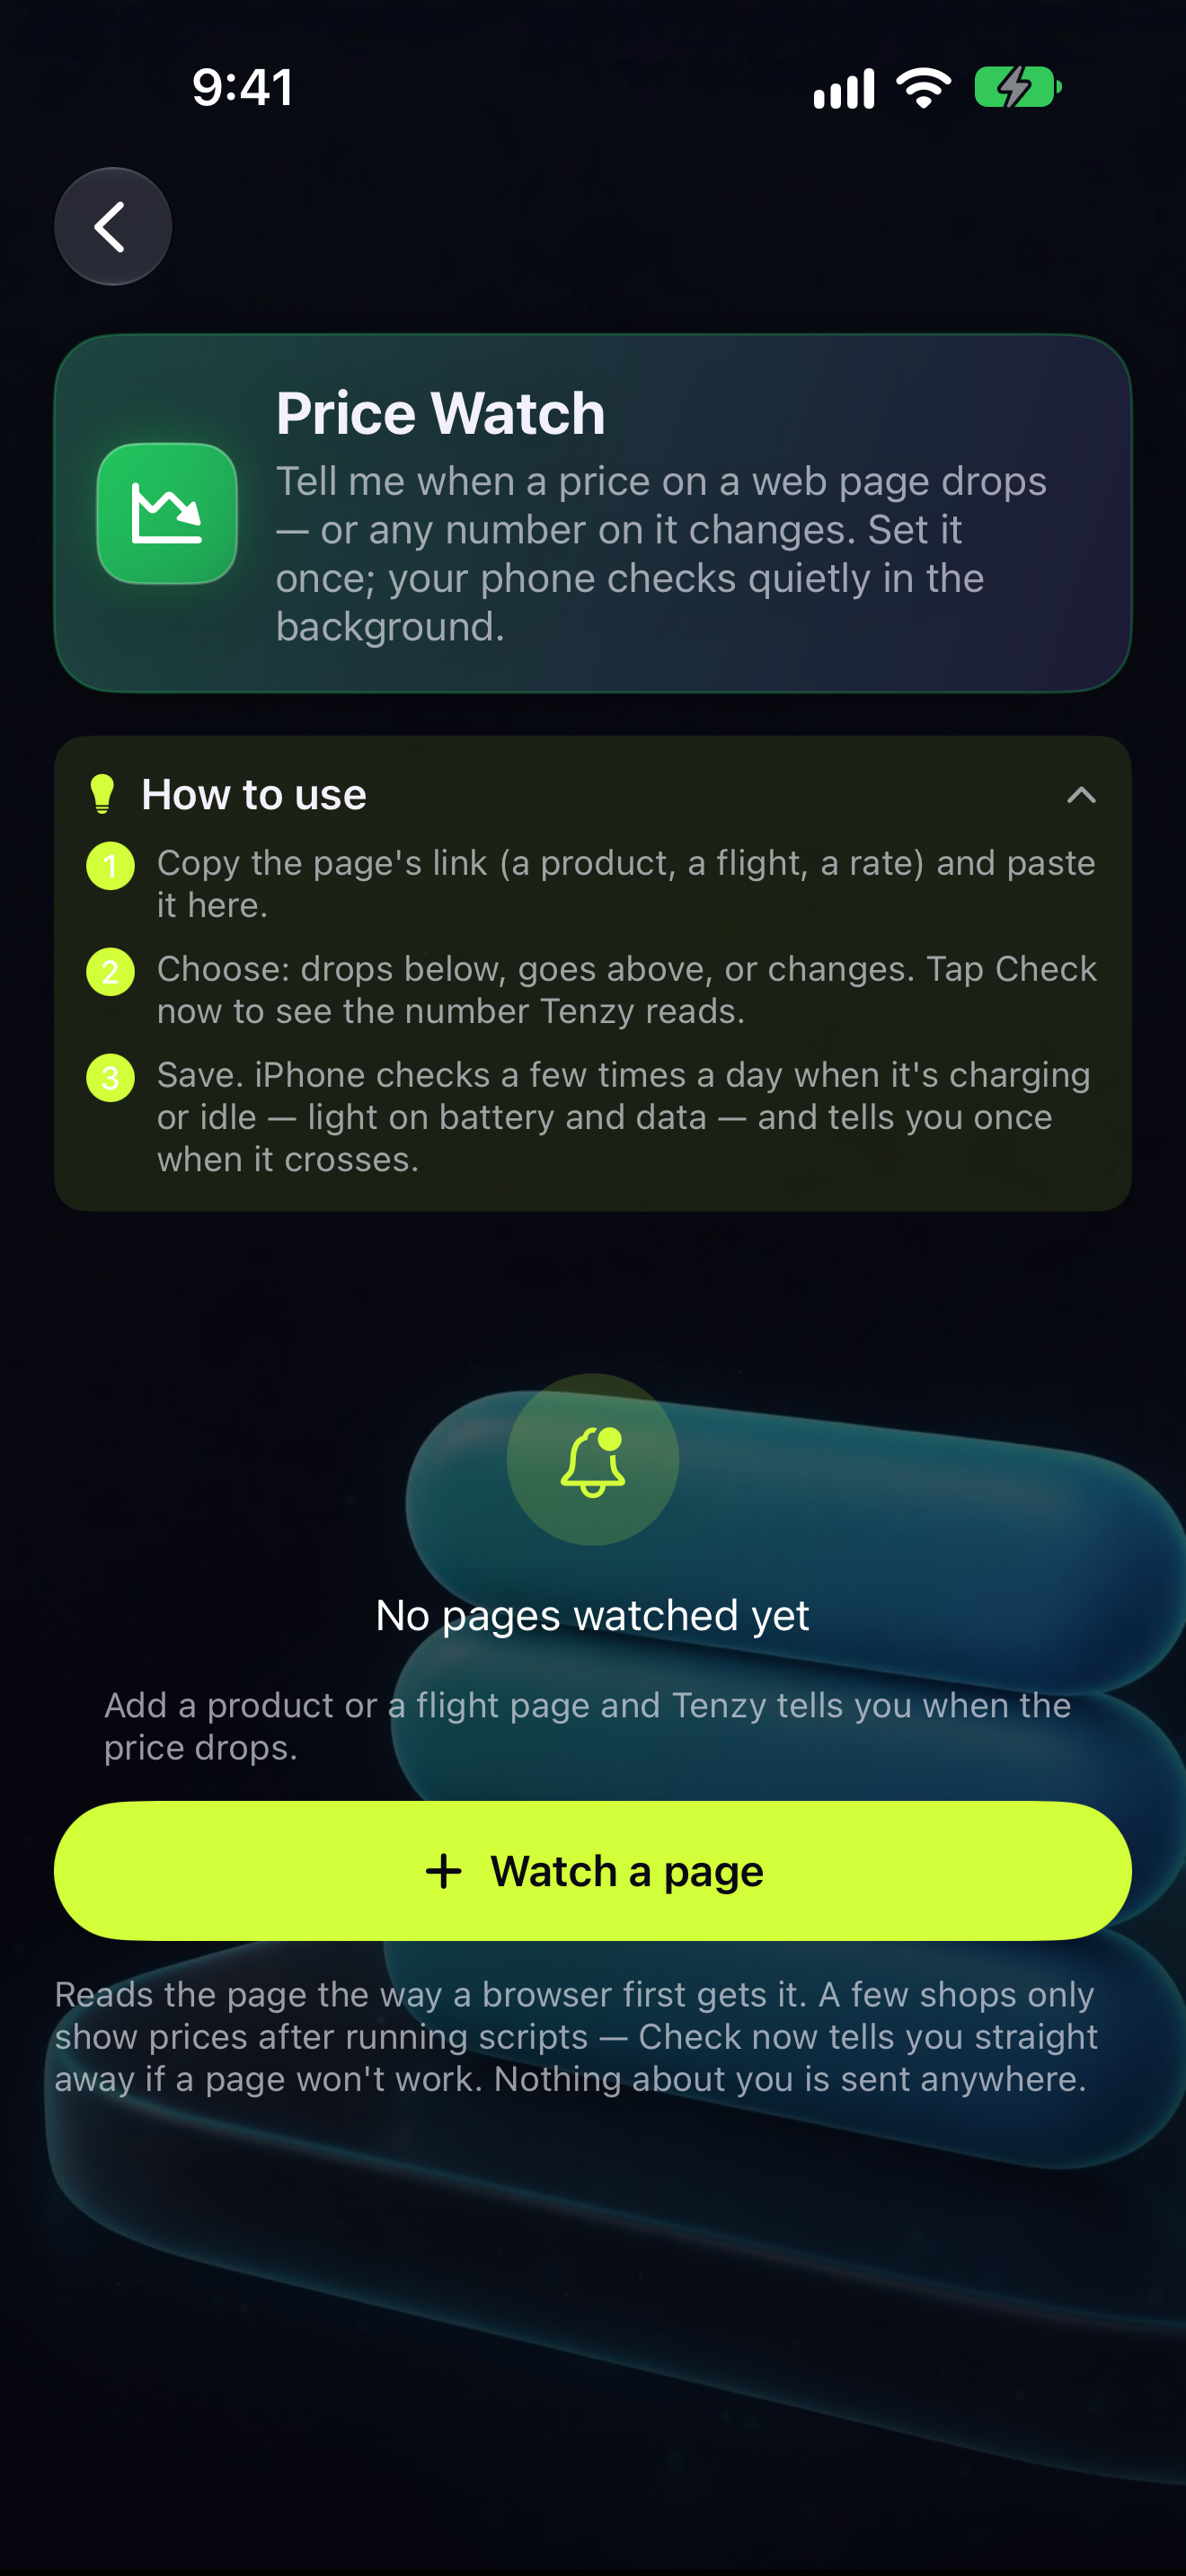 9:41
Price Watch
Tell me when a price on a web page drops
— or any number on it changes. Set it
once; your phone checks quietly in the
background.
How to use
1 Copy the page's link (a product, a flight, a rate) and paste
it here.
2 Choose: drops below, goes above, or changes. Tap Check
now to see the number Tenzy reads.
3 Save. iPhone checks a few times a day when it's charging
or idle — light on battery and data — and tells you once
when it crosses.
No pages watched yet
Add a product or a flight page and Tenzy tells you when the
price drops.
+ Watch a page
Reads the page the way a browser first gets it. A few shops only
show prices after running scripts — Check now tells you straight
away if a page won't work. Nothing about you is sent anywhere.